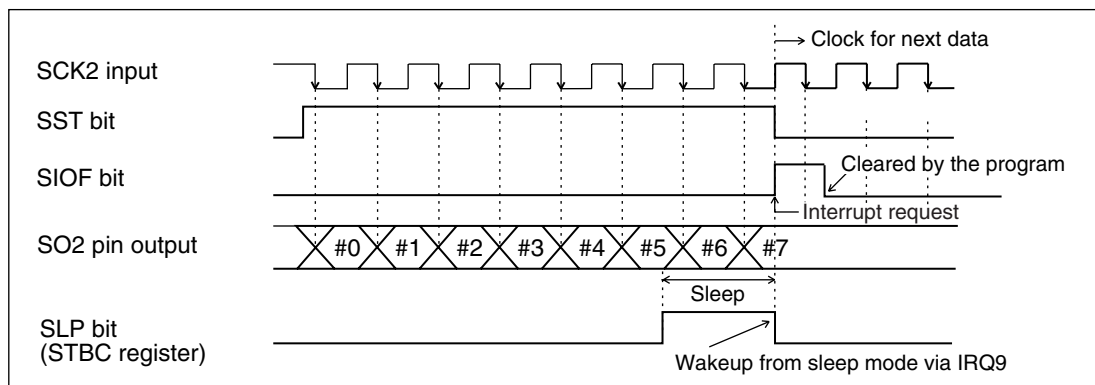 Clock for next data
SCK2 input
SST bit
SIOF bit
Cleared by the program
Interrupt request
SO2 pin output
#0 #1 #2 #3 #4 #5 #6 #7
Sleep
SLP bit
(STBC register)
Wakeup from sleep mode via IRQ9